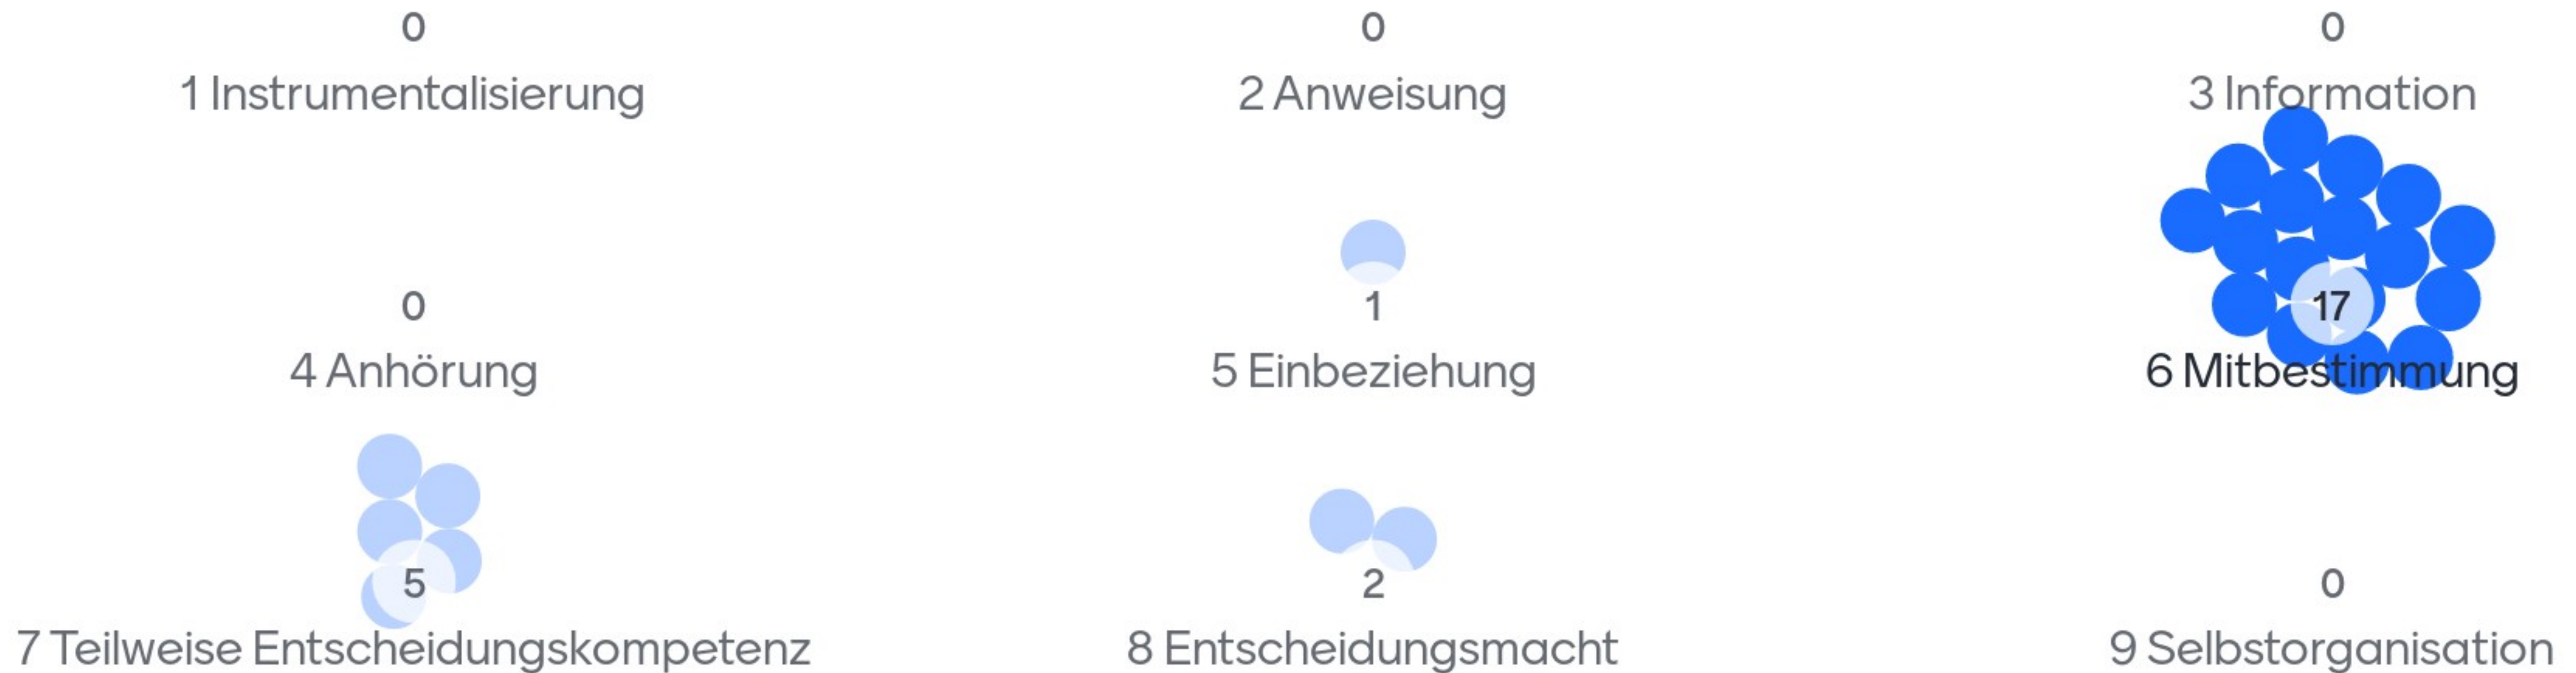 0
0
0
1 Instrumentalisierung
2 Anweisung
3 Information
0
1
17
4 Anhörung
5 Einbeziehung
6 Mitbestimmung
5
2
0
7 Teilweise Entscheidungskompetenz
8 Entscheidungsmacht
9 Selbstorganisation